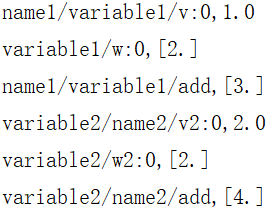 name1/variable1/v:0,1.0
variable1/w:0,[2.]
name1/variable1/add,[3.]
variable2/name2/v2:0,2.0
variable2/w2:0,[2.]
variable2/name2/add,[4.]